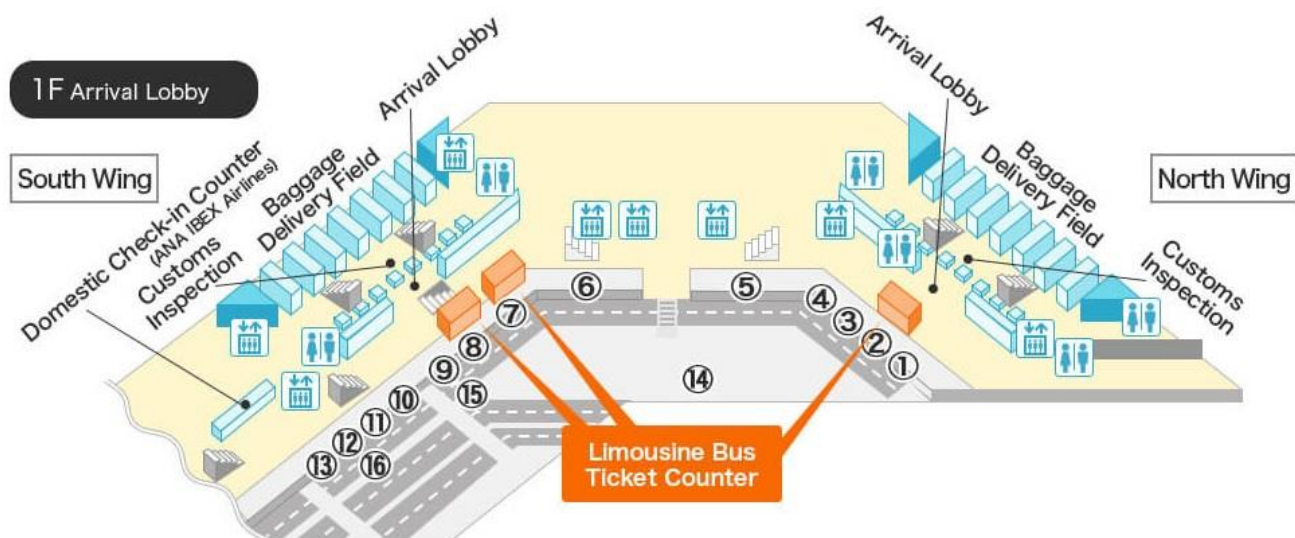 1F Arrival Lobby
South Wing
Domestic Check-in Counter
(ANA IBEX Airlines)
Customs
Inspection
Baggage
Delivery Field
Arrival Lobby
Arrival Lobby
Baggage
Delivery Field
Customs
Inspection
North Wing
⑥
⑤
④
③
②
①
⑦
⑧
⑨
⑩
⑪
⑫
⑬
⑭
⑮
⑯
Limousine Bus
Ticket Counter